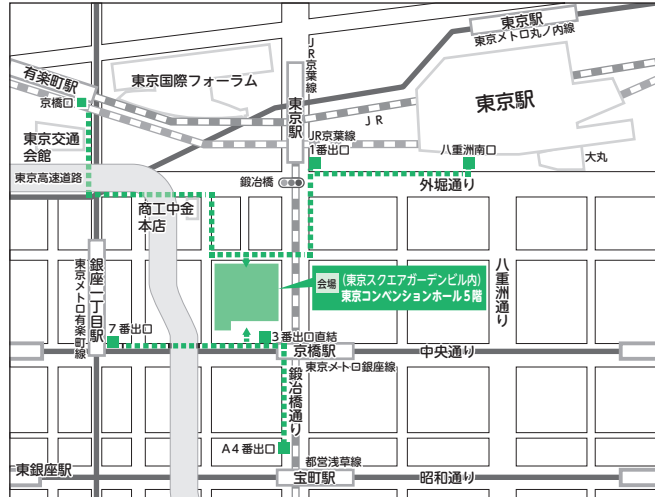 東京駅
東京メトロ丸ノ内線
JR京葉線
有楽町駅
東京国際フォーラム
京橋口
東京駅
東京駅
JR
東京交通
会館
JR京葉線
1番出口
八重洲南口
大丸
東京高速道路
鍛冶橋
外堀通り
商工中金
本店
銀座一丁目駅
東京メトロ有楽町線
八重洲通り
会場
(東京スクエアガーデンビル内)
東京コンベンションホール5階
7番出口
3番出口直結
京橋駅
中央通り
東京メトロ銀座線
鍛冶橋通り
A4番出口
都営浅草線
東銀座駅
宝町駅
昭和通り